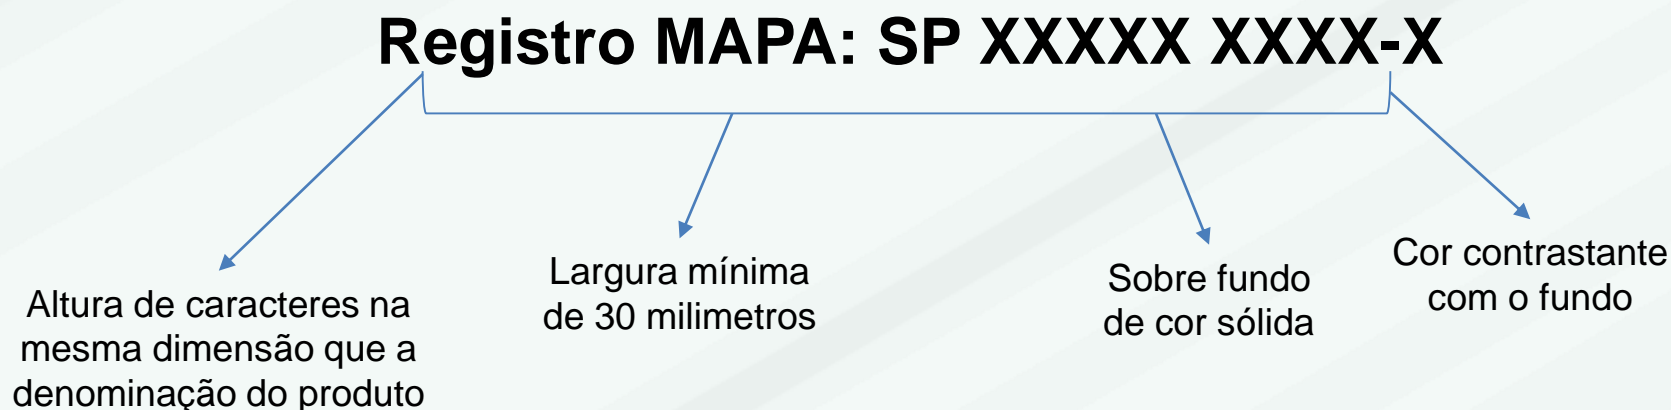 Registro MAPA: SP XXXXX XXXX-X
Altura de caracteres na
mesma dimensão que a
denominação do produto
Largura mínima
de 30 milimetros
Sobre fundo
de cor sólida
Cor contrastante
com o fundo